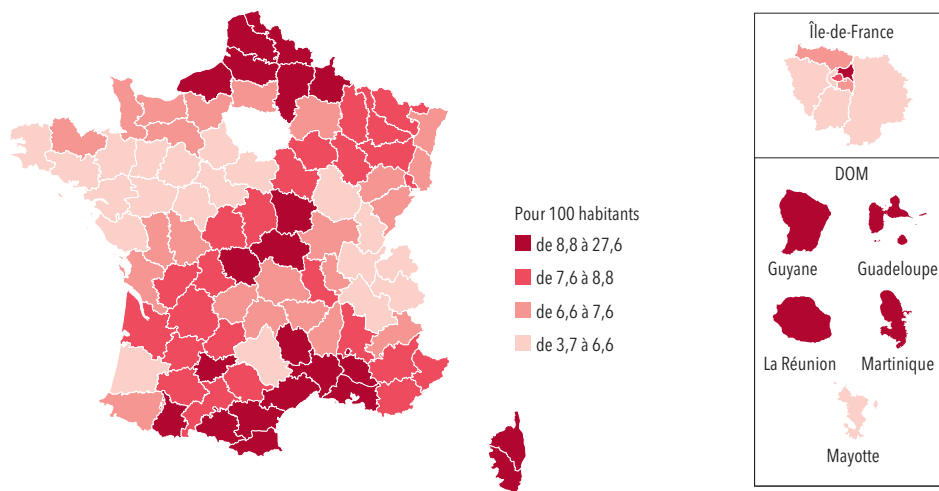 Île-de-France
DOM
Guyane
Guadeloupe
La Réunion
Martinique
Mayotte
Pour 100 habitants
de 8,8 à 27,6
de 7,6 à 8,8
de 6,6 à 7,6
de 3,7 à 6,6